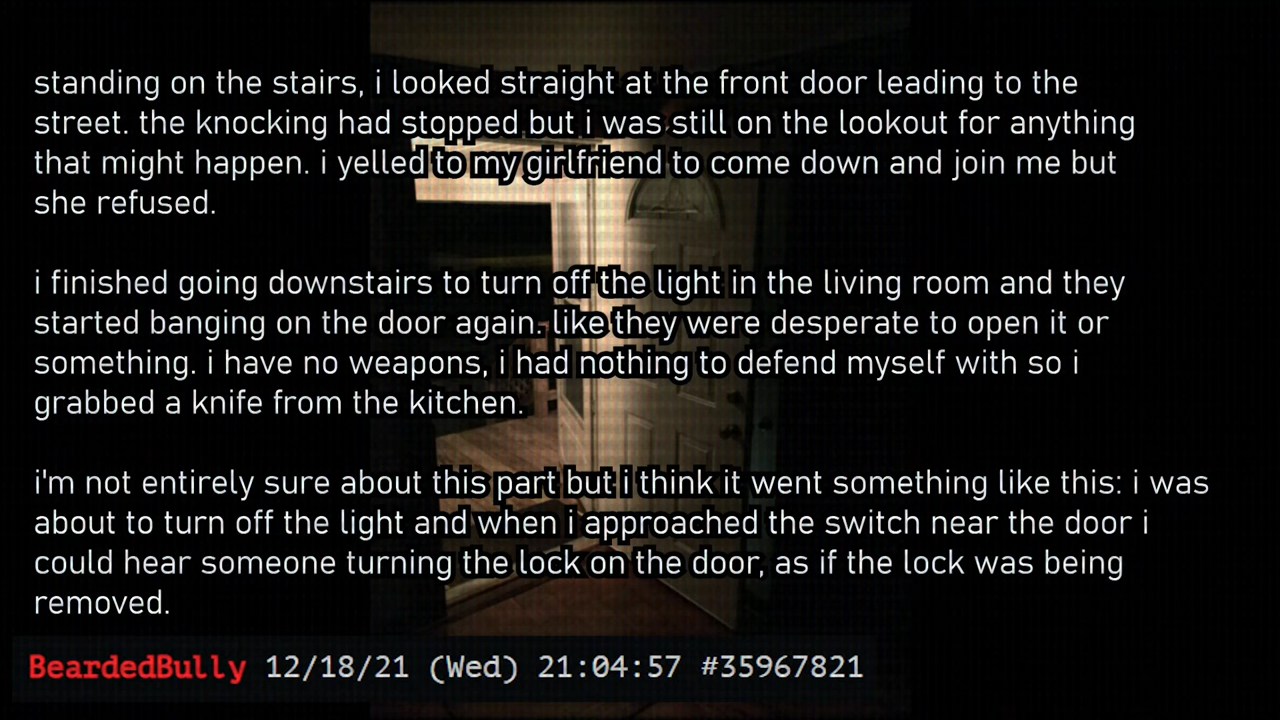 standing on the stairs, i looked straight at the front door leading to the
street. the knocking had stopped but i was still on the lookout for anything
that might happen. i yelled to my girlfriend to come down and join me but
she refused.
i finished going downstairs to turn off the light in the living room and they
started banging on the door again. like they were desperate to open it or
something. i have no weapons, i had nothing to defend myself with so i
grabbed a knife from the kitchen.
i'm not entirely sure about this part but i think it went something like this: i was
about to turn off the light and when i approached the switch near the door i
could hear someone turning the lock on the door, as if the lock was being
removed.
BeardedBully 12/18/21 (Wed) 21:04:57 #35967821